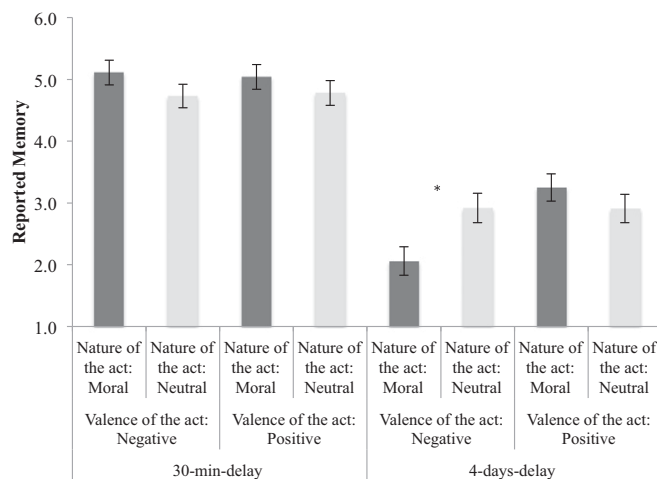 Reported Memory
6.0
5.0
4.0
3.0
2.0
1.0
*
Nature of the act: Moral
Nature of the act: Neutral
Nature of the act: Moral
Nature of the act: Neutral
Nature of the act: Moral
Nature of the act: Neutral
Nature of the act: Moral
Nature of the act: Neutral
Valence of the act: Negative
Valence of the act: Positive
Valence of the act: Negative
Valence of the act: Positive
30-min-delay
4-days-delay